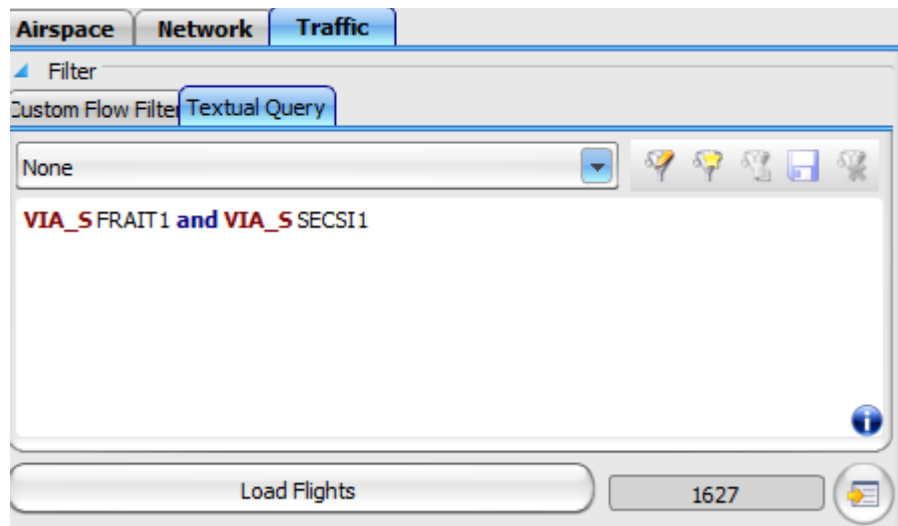 Airspace Network Traffic
Filter
Custom Flow Filter Textual Query
None
VIA_S FRAIT1 and VIA_S SECSI1
Load Flights 1627